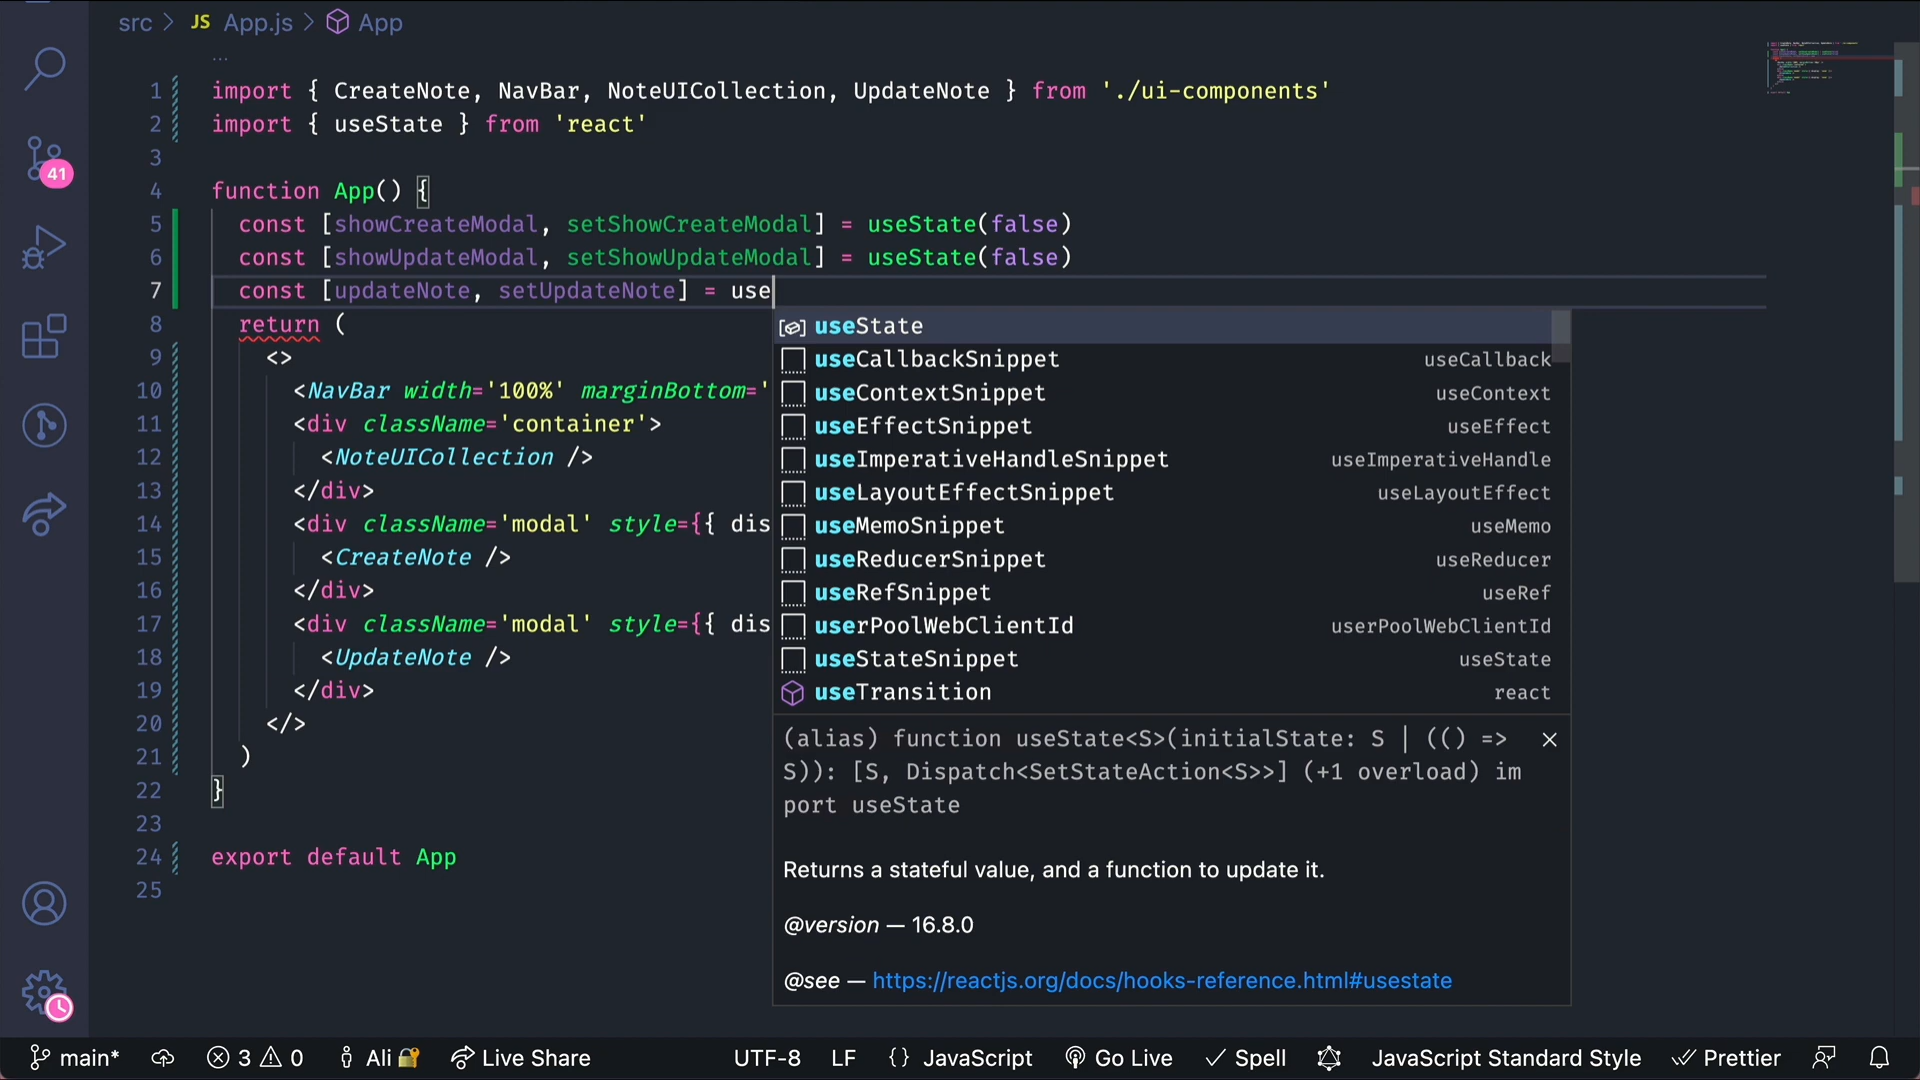 src > JS App.js > App
...
1 import { CreateNote, NavBar, NoteUICollection, UpdateNote } from './ui-components'
2 import { useState } from 'react'
3
4 function App() {
5 const [showCreateModal, setShowCreateModal] = useState(false)
6 const [showUpdateModal, setShowUpdateModal] = useState(false)
7 const [updateNote, setUpdateNote] = use
8 return (
9 <>
10 <NavBar width='100%' marginBottom='
11 <div className='container'>
12 <NoteUICollection />
13 </div>
14 <div className='modal' style={{ dis
15 <CreateNote />
16 </div>
17 <div className='modal' style={{ dis
18 <UpdateNote />
19 </div>
20 </>
21 )
22 }
23
24 export default App
25
41
useState
useCallbackSnippet useCallback
useContextSnippet useContext
useEffectSnippet useEffect
useImperativeHandleSnippet useImperativeHandle
useLayoutEffectSnippet useLayoutEffect
useMemoSnippet useMemo
useReducerSnippet useReducer
useRefSnippet useRef
userPoolWebClientId userPoolWebClientId
useStateSnippet useState
useTransition react
(alias) function useState<S>(initialState: S | (() =>
S)): [S, Dispatch<SetStateAction<S>>] (+1 overload) im
port useState
Returns a stateful value, and a function to update it.
@version — 16.8.0
@see — https://reactjs.org/docs/hooks-reference.html#usestate
main* 3 0 Ali Live Share UTF-8 LF {} JavaScript Go Live Spell JavaScript Standard Style Prettier